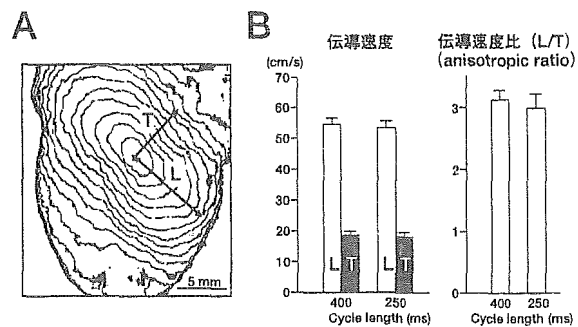 A
T
L
5 mm
B
伝導速度
(cm/s)
70
60
50
40
30
20
10
0
L T L T
400 250
Cycle length (ms)
伝導速度比 (L/T)
(anisotropic ratio)
3
2
1
0
400 250
Cycle length (ms)